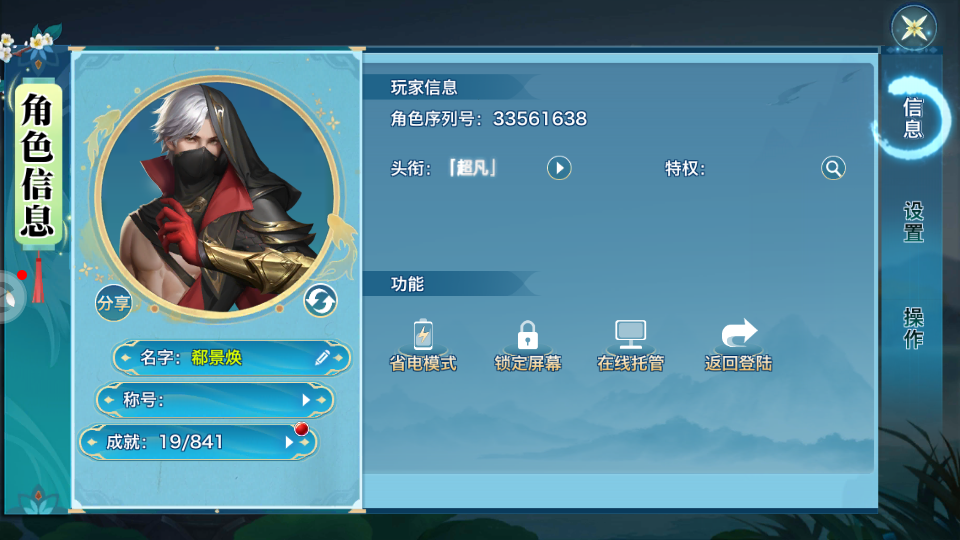 角色信息
分享
名字：郗景焕
称号：
成就：19/841
玩家信息
角色序列号：33561638
头衔：「超凡」
特权：
功能
省电模式
锁定屏幕
在线托管
返回登陆
信息
设置
操作